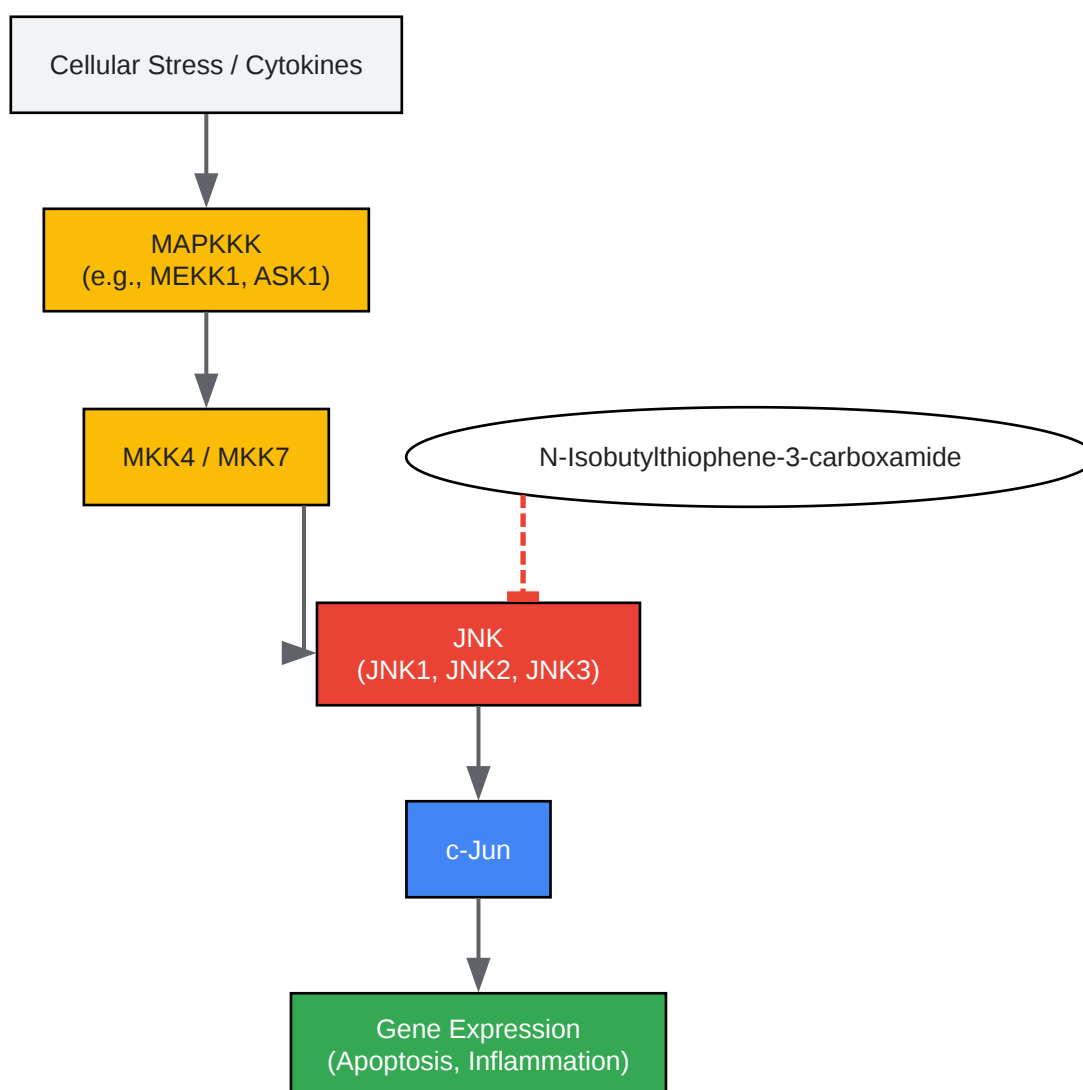 Cellular Stress / Cytokines
MAPKKK
(e.g., MEKK1, ASK1)
MKK4 / MKK7
N-Isobutylthiophene-3-carboxamide
JNK
(JNK1, JNK2, JNK3)
c-Jun
Gene Expression
(Apoptosis, Inflammation)